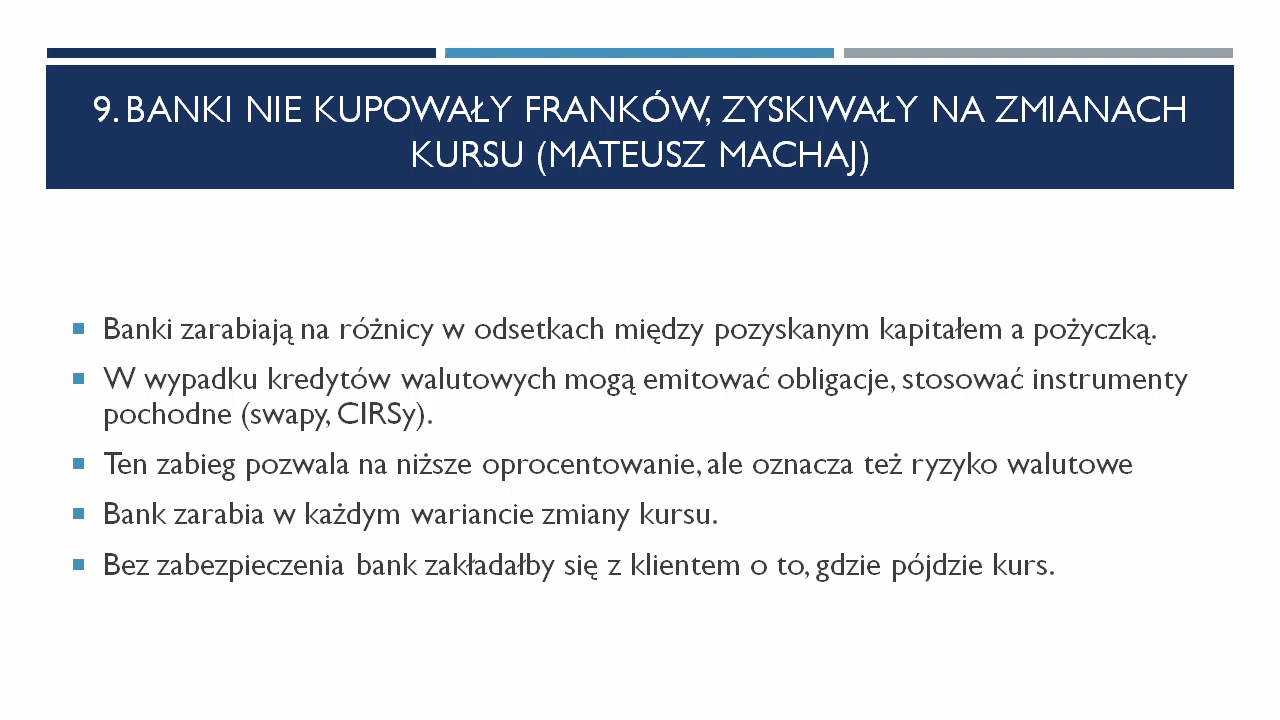 9. BANKI NIE KUPOWAŁY FRANKÓW, ZYSKIWAŁY NA ZMIANACH
KURSU (MATEUSZ MACHAJ)
Banki zarabiają na różnicy w odsetkach między pozyskanym kapitałem a pożyczką.
W wypadku kredytów walutowych mogą emitować obligacje, stosować instrumenty
pochodne (swapy, CIRSy).
Ten zabieg pozwala na niższe oprocentowanie, ale oznacza też ryzyko walutowe
Bank zarabia w każdym wariancie zmiany kursu.
Bez zabezpieczenia bank zakładałby się z klientem o to, gdzie pójdzie kurs.